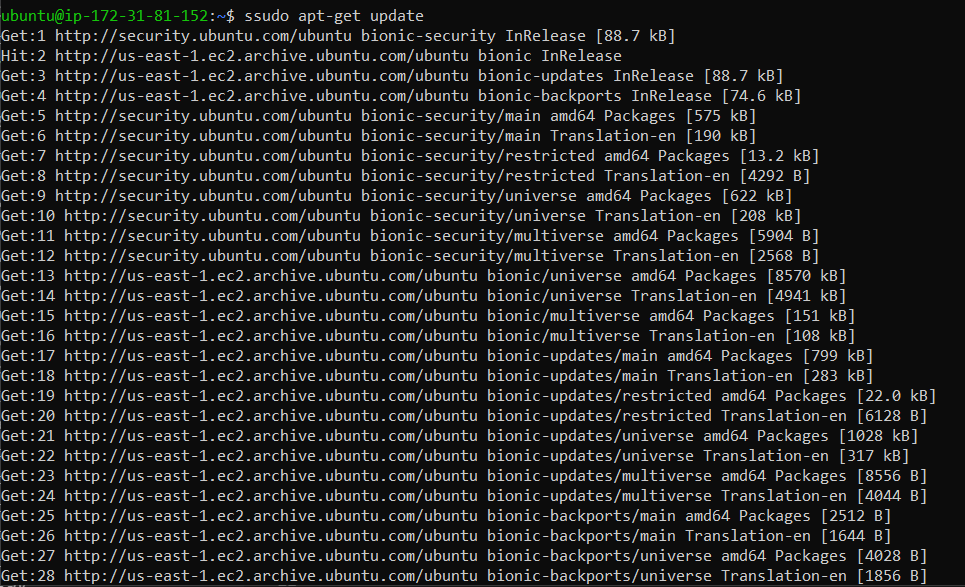 ubuntu@ip-172-31-81-152:~$ ssudo apt-get update
Get:1 http://security.ubuntu.com/ubuntu bionic-security InRelease [88.7 kB]
Hit:2 http://us-east-1.ec2.archive.ubuntu.com/ubuntu bionic InRelease
Get:3 http://us-east-1.ec2.archive.ubuntu.com/ubuntu bionic-updates InRelease [88.7 kB]
Get:4 http://us-east-1.ec2.archive.ubuntu.com/ubuntu bionic-backports InRelease [74.6 kB]
Get:5 http://security.ubuntu.com/ubuntu bionic-security/main amd64 Packages [575 kB]
Get:6 http://security.ubuntu.com/ubuntu bionic-security/main Translation-en [190 kB]
Get:7 http://security.ubuntu.com/ubuntu bionic-security/restricted amd64 Packages [13.2 kB]
Get:8 http://security.ubuntu.com/ubuntu bionic-security/restricted Translation-en [4292 B]
Get:9 http://security.ubuntu.com/ubuntu bionic-security/universe amd64 Packages [622 kB]
Get:10 http://security.ubuntu.com/ubuntu bionic-security/universe Translation-en [208 kB]
Get:11 http://security.ubuntu.com/ubuntu bionic-security/multiverse amd64 Packages [5904 B]
Get:12 http://security.ubuntu.com/ubuntu bionic-security/multiverse Translation-en [2568 B]
Get:13 http://us-east-1.ec2.archive.ubuntu.com/ubuntu bionic/universe amd64 Packages [8570 kB]
Get:14 http://us-east-1.ec2.archive.ubuntu.com/ubuntu bionic/universe Translation-en [4941 kB]
Get:15 http://us-east-1.ec2.archive.ubuntu.com/ubuntu bionic/multiverse amd64 Packages [151 kB]
Get:16 http://us-east-1.ec2.archive.ubuntu.com/ubuntu bionic/multiverse Translation-en [108 kB]
Get:17 http://us-east-1.ec2.archive.ubuntu.com/ubuntu bionic-updates/main amd64 Packages [799 kB]
Get:18 http://us-east-1.ec2.archive.ubuntu.com/ubuntu bionic-updates/main Translation-en [283 kB]
Get:19 http://us-east-1.ec2.archive.ubuntu.com/ubuntu bionic-updates/restricted amd64 Packages [22.0 kB]
Get:20 http://us-east-1.ec2.archive.ubuntu.com/ubuntu bionic-updates/restricted Translation-en [6128 B]
Get:21 http://us-east-1.ec2.archive.ubuntu.com/ubuntu bionic-updates/universe amd64 Packages [1028 kB]
Get:22 http://us-east-1.ec2.archive.ubuntu.com/ubuntu bionic-updates/universe Translation-en [317 kB]
Get:23 http://us-east-1.ec2.archive.ubuntu.com/ubuntu bionic-updates/multiverse amd64 Packages [8556 B]
Get:24 http://us-east-1.ec2.archive.ubuntu.com/ubuntu bionic-updates/multiverse Translation-en [4044 B]
Get:25 http://us-east-1.ec2.archive.ubuntu.com/ubuntu bionic-backports/main amd64 Packages [2512 B]
Get:26 http://us-east-1.ec2.archive.ubuntu.com/ubuntu bionic-backports/main Translation-en [1644 B]
Get:27 http://us-east-1.ec2.archive.ubuntu.com/ubuntu bionic-backports/universe amd64 Packages [4028 B]
Get:28 http://us-east-1.ec2.archive.ubuntu.com/ubuntu bionic-backports/universe Translation-en [1856 B]